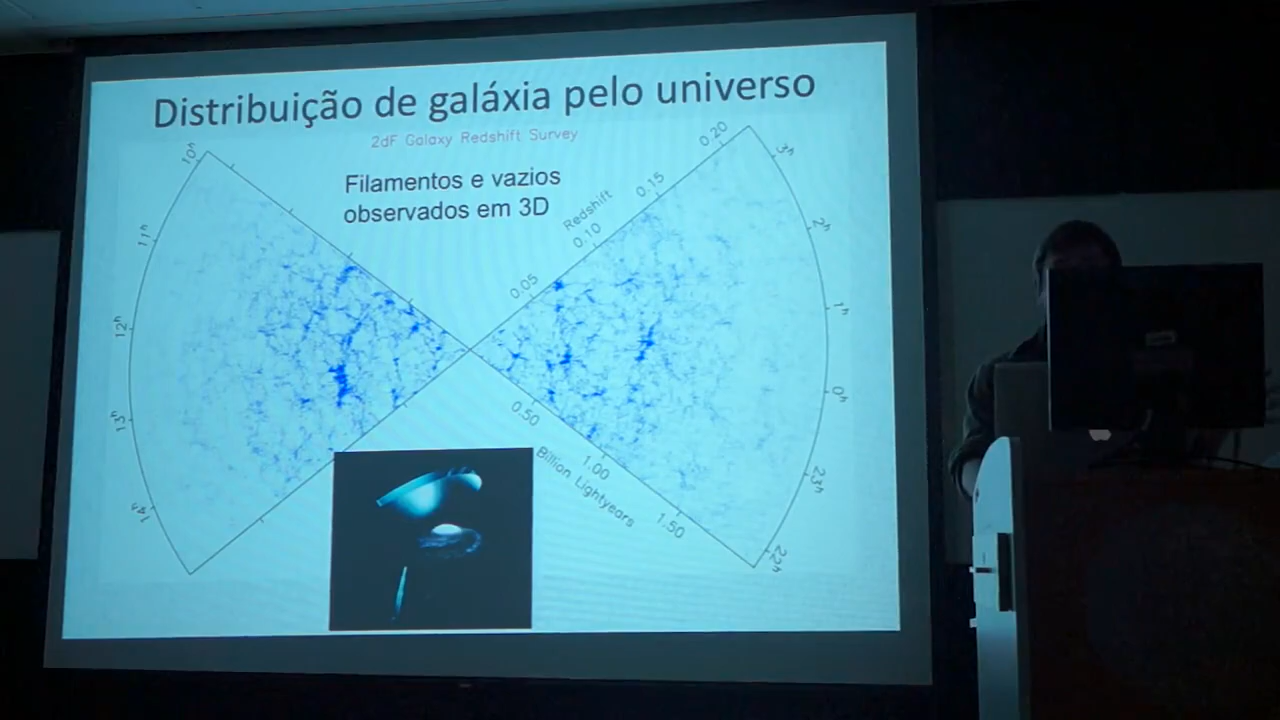 Distribuição de galáxia pelo universo
2dF Galaxy Redshift Survey
Filamentos e vazios
observados em 3D
10h
11h
12h
13h
14h
Redshift
0.05
0.10
0.15
0.20
3h
2h
1h
0h
23h
22h
0.50
1.00
1.50
Billion Lightyears